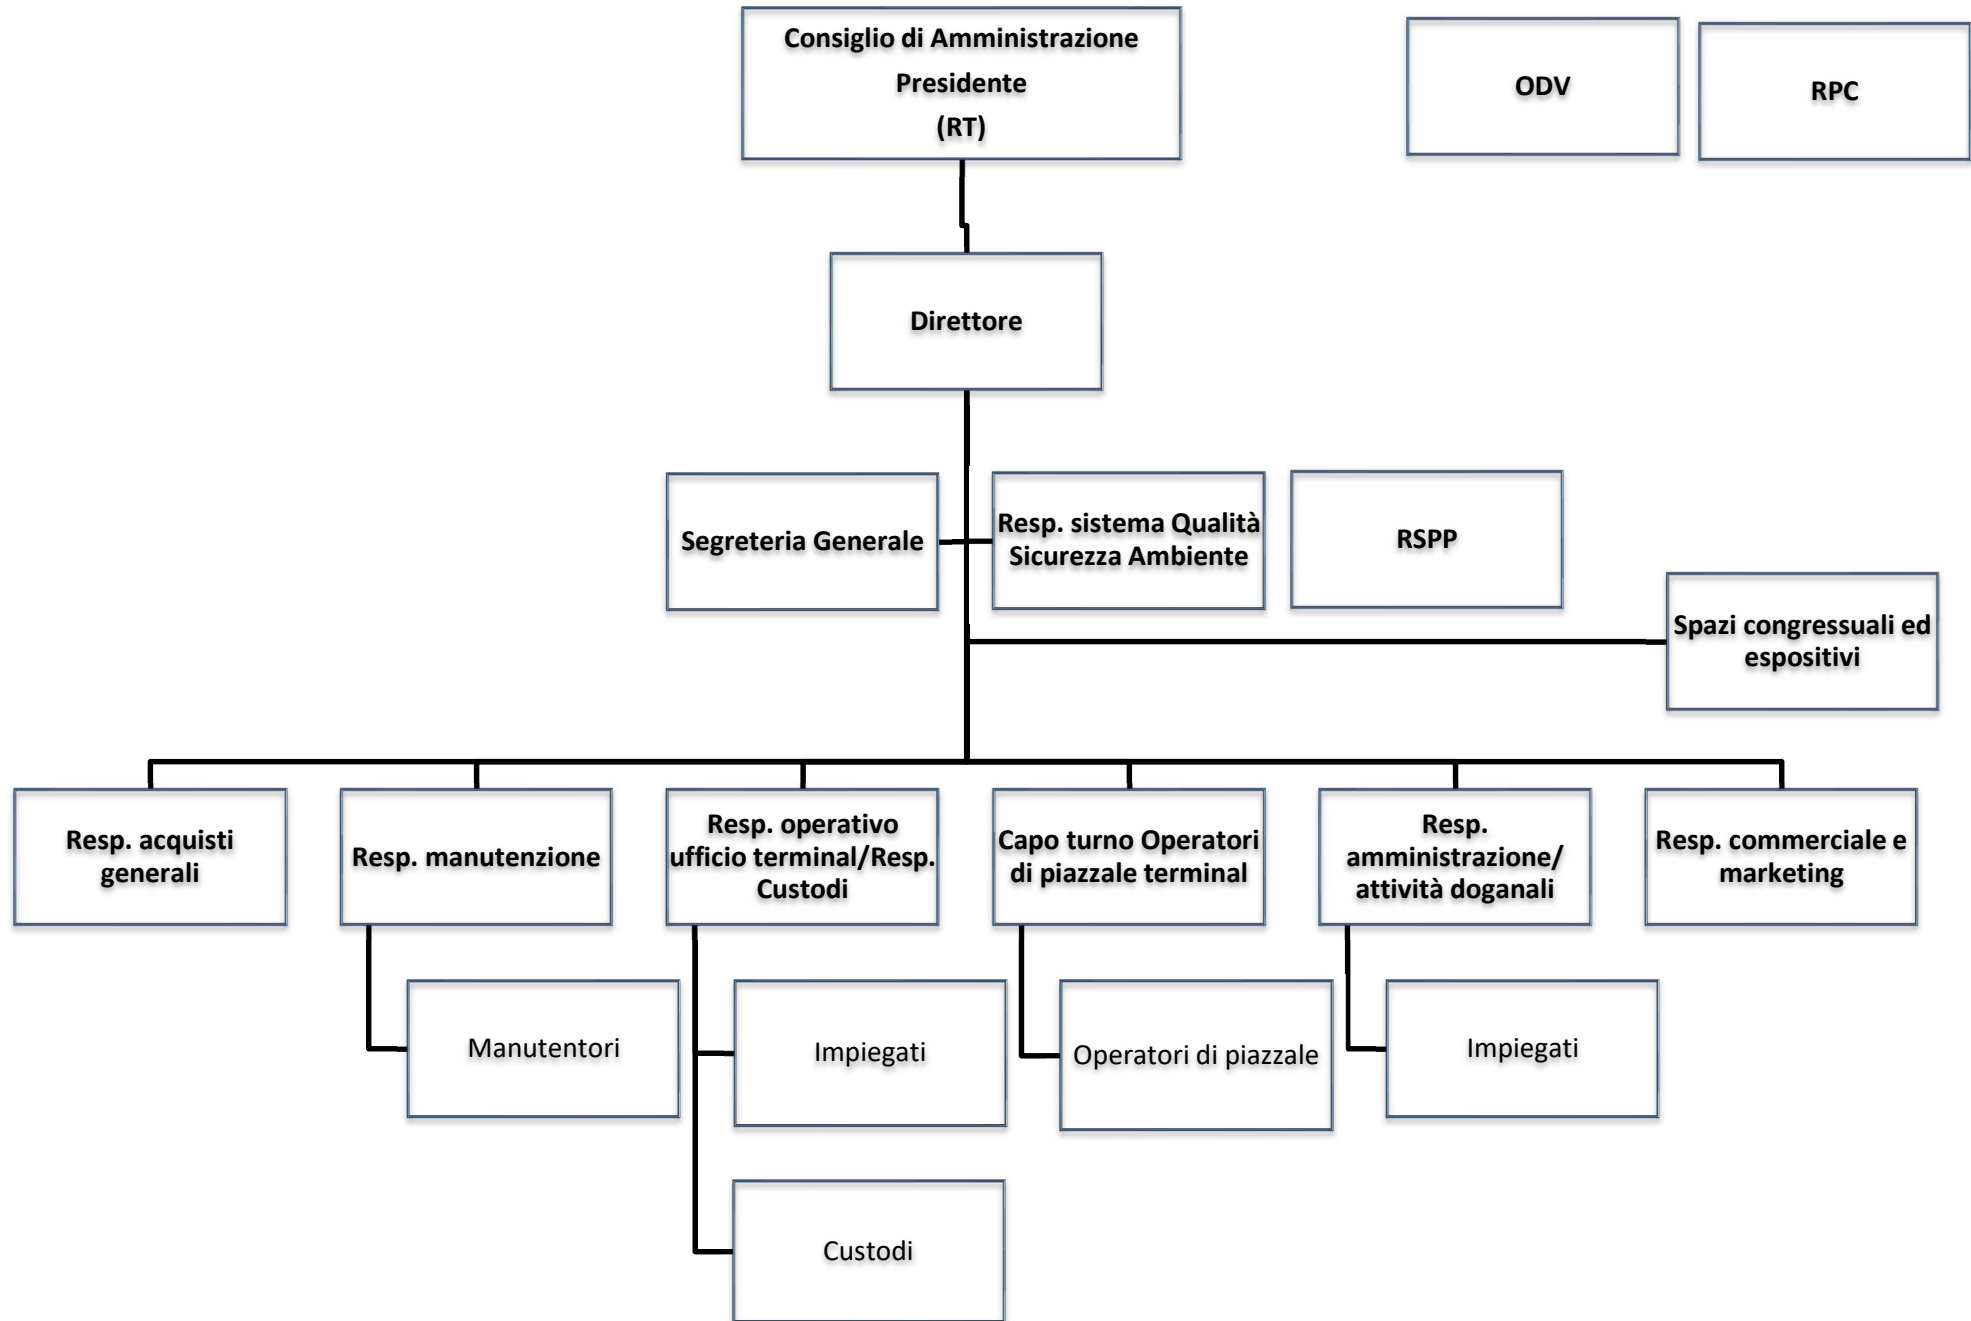 Consiglio di Amministrazione
Presidente
(RT)
ODV
RPC
Direttore
Segreteria Generale
Resp. sistema Qualità
Sicurezza Ambiente
RSPP
Spazi congressuali ed
espositivi
Resp. acquisti
generali
Resp. manutenzione
Resp. operativo
ufficio terminal/Resp.
Custodi
Capo turno Operatori
di piazzale terminal
Resp.
amministrazione/
attività doganali
Resp. commerciale e
marketing
Manutentori
Impiegati
Operatori di piazzale
Impiegati
Custodi